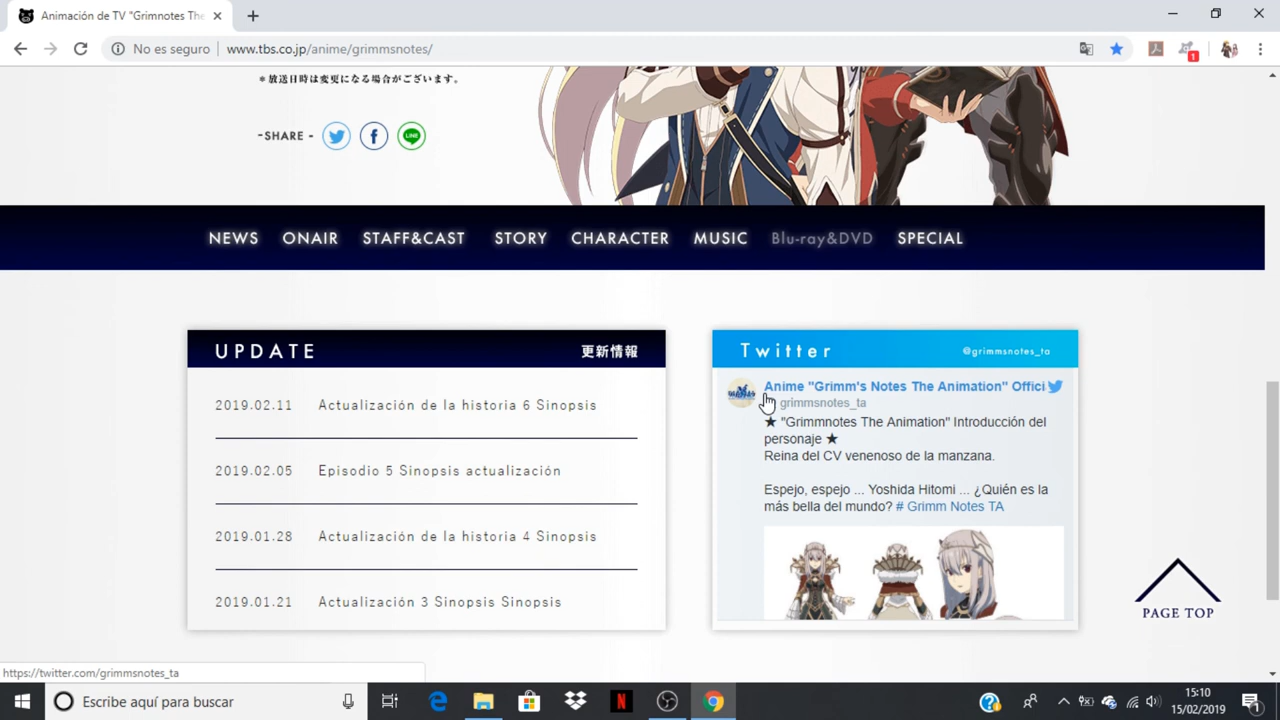 Animación de TV "Grimnotes The
No es seguro
www.tbs.co.jp/anime/grimmsnotes/
1
＊放送日時は変更になる場合がございます。
-SHARE -
LINE
NEWS
ONAIR
STAFF&CAST
STORY
CHARACTER
MUSIC
Blu-ray&DVD
SPECIAL
UPDATE
更新情報
2019.02.11 Actualización de la historia 6 Sinopsis
2019.02.05 Episodio 5 Sinopsis actualización
2019.01.28 Actualización de la historia 4 Sinopsis
2019.01.21 Actualización 3 Sinopsis Sinopsis
Twitter
@grimmsnotes_ta
Anime "Grimm's Notes The Animation" Offici
grimmsnotes_ta
★ "Grimmnotes The Animation" Introducción del
personaje ★
Reina del CV venenoso de la manzana.
Espejo, espejo ... Yoshida Hitomi ... ¿Quién es la
más bella del mundo? # Grimm Notes TA
PAGE TOP
https://twitter.com/grimmsnotes_ta
Escribe aquí para buscar
15:10
15/02/2019
1